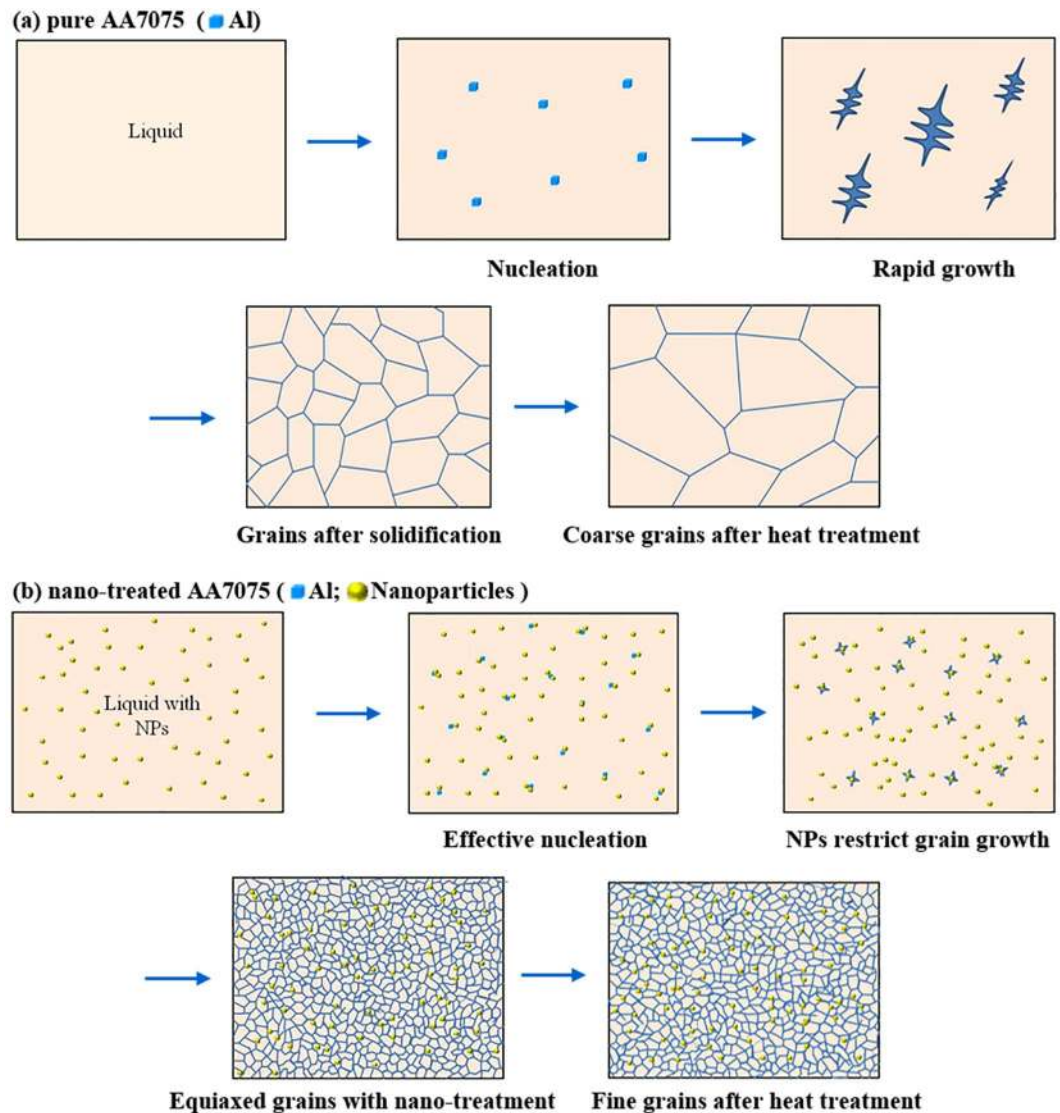 (a) pure AA7075 ( Al)
Liquid
Nucleation
Rapid growth
Grains after solidification
Coarse grains after heat treatment
(b) nano-treated AA7075 ( Al; Nanoparticles )
Liquid with
NPs
Effective nucleation
NPs restrict grain growth
Equiaxed grains with nano-treatment
Fine grains after heat treatment